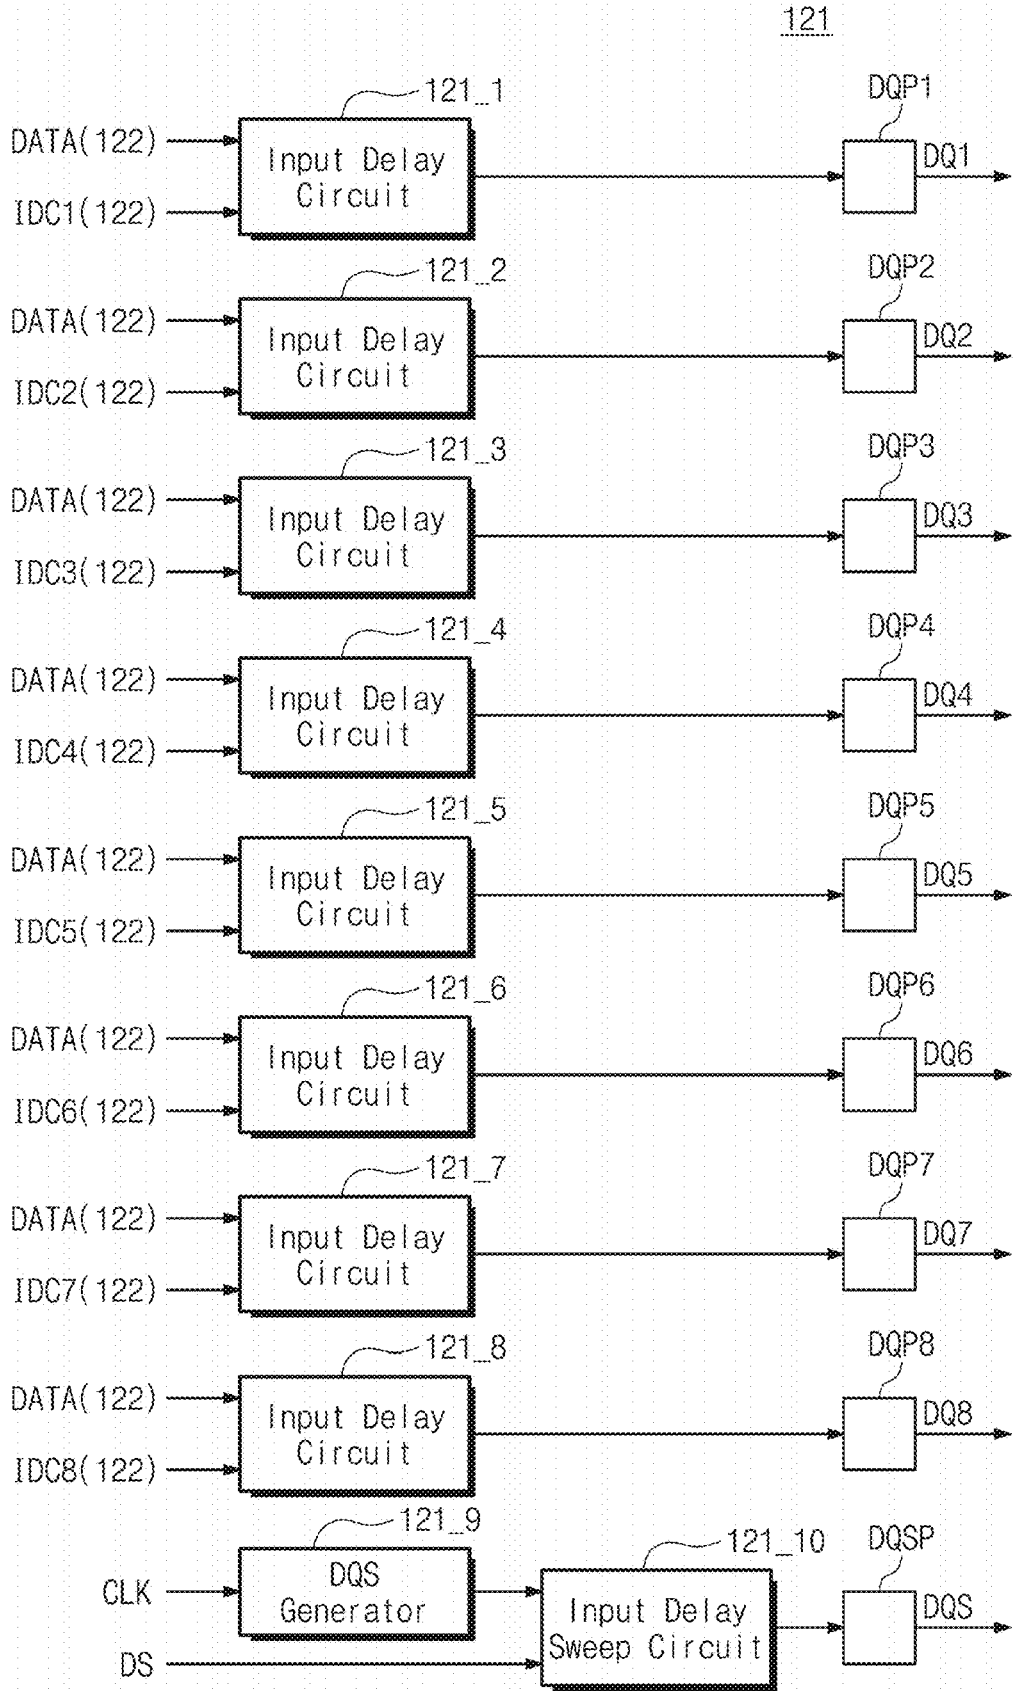 121
121_1
DQP1
DATA(122)
Input Delay
Circuit
DQ1
IDC1(122)
121_2
DQP2
DATA(122)
Input Delay
Circuit
DQ2
IDC2(122)
121_3
DQP3
DATA(122)
Input Delay
Circuit
DQ3
IDC3(122)
121_4
DQP4
DATA(122)
Input Delay
Circuit
DQ4
IDC4(122)
121_5
DQP5
DATA(122)
Input Delay
Circuit
DQ5
IDC5(122)
121_6
DQP6
DATA(122)
Input Delay
Circuit
DQ6
IDC6(122)
121_7
DQP7
DATA(122)
Input Delay
Circuit
DQ7
IDC7(122)
121_8
DQP8
DATA(122)
Input Delay
Circuit
DQ8
IDC8(122)
121_9
121_10
DQSP
CLK
DQS
Generator
Input Delay
Sweep Circuit
DQS
DS